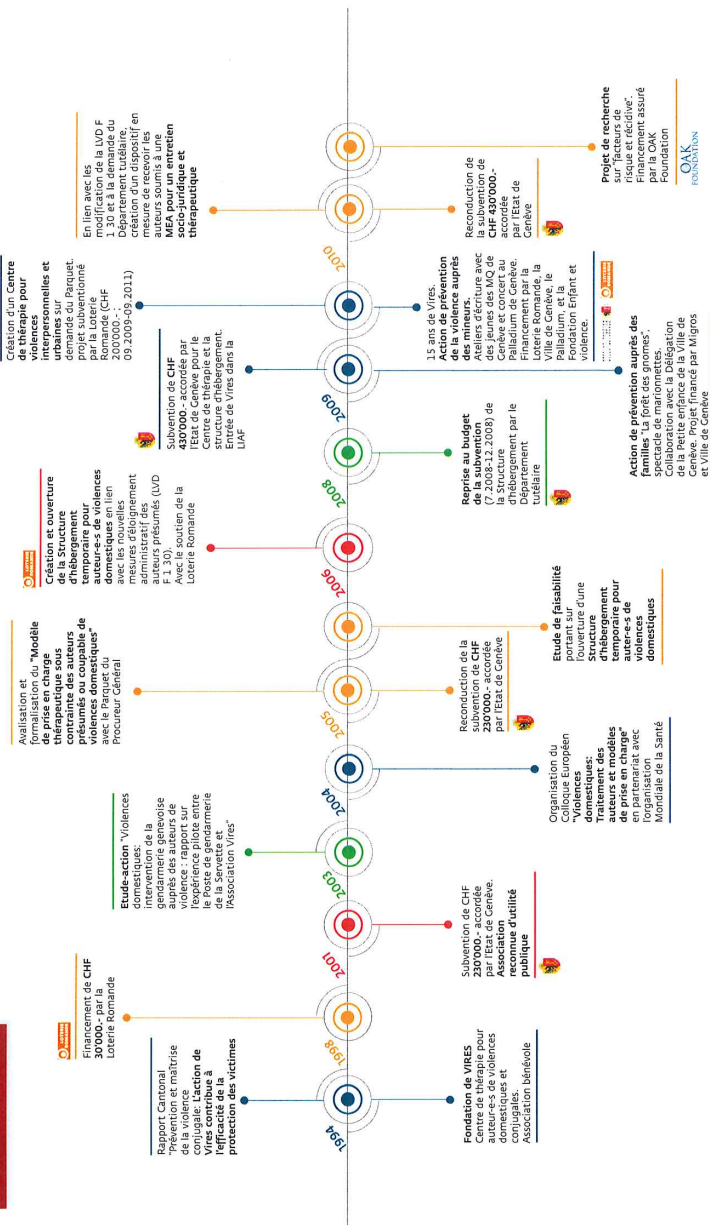 1994
Rapport Cantonal
"Prévention et maîtrise
de la violence
conjugale: L'action de
Vires contribue à
l'efficacité de la
protection des victimes
Fondation de VIRES
Centre de thérapie pour
auteur-e-s de violences
domestiques et
conjugales.
Association bénévole
1998
LOTERIE ROMANDE
Financement de CHF
30'000.- par la
Loterie Romande
2001
Subvention de CHF
230'000.- accordée
par l'Etat de Genève.
Association
reconnue d'utilité
publique
2003
Etude-action "Violences
domestiques:
intervention de la
gendarmerie genevoise
auprès des auteurs de
violence : rapport sur
l'expérience pilote entre
le Poste de gendarmerie
de la Servette et
l'Association Vires"
2004
Organisation du
Colloque Européen
"Violences
domestiques:
Traitement des
auteurs et modèles
de prise en charge"
en partenariat avec
l'organisation
Mondiale de la Santé
2005
Avalisation et
formalisation du "Modèle
de prise en charge
thérapeutique sous
contrainte des auteurs
présumés ou coupable de
violences domestiques"
avec le Parquet du
Procureur Général
Reconduction de la
subvention de CHF
230'000.- accordée
par l'Etat de Genève
Etude de faisabilité
portant sur
l'ouverture d'une
Structure
d'hébergement
temporaire pour
auter-e-s de
violences
domestiques
2006
LOTERIE ROMANDE
Création et ouverture
de la Structure
d'hébergement
temporaire pour
auteur-e-s de violences
domestiques en lien
avec les nouvelles
mesures d'éloignement
administratif des
auteurs présumés (LVD
F 1 30).
Avec le soutien de la
Loterie Romande
2008
Reprise au budget
de la subvention
(7.2008-12.2008) de
la Structure
d'hébergement par le
Département
tutélaire
2009
Subvention de CHF
430'000.- accordée par
l'Etat de Genève pour le
Centre de thérapie et la
structure d'hébergement.
Entrée de Vires dans la
LIAF
Action de prévention auprès des
familles "La forêt des gnomes",
spectacle de marionnettes.
Collaboration avec la Délégation
de la Petite enfance de la Ville de
Genève. Projet financé par Migros
et Ville de Genève
Création d'un Centre
de thérapie pour
violences
interpersonnelles et
urbaines sur
demande du Parquet,
projet subventionné
par la Loterie
Romande (CHF
200'000.- ;
09.2009-09.2011)
15 ans de Vires.
Action de prévention
de la violence auprès
des mineurs.
Ateliers d'écriture avec
des jeunes des MQ de
Genève et concert au
Palladium de Genève.
Financement par la
Loterie Romande, la
Ville de Genève, le
Palladium, et la
Fondation Enfant et
violence.
LOTERIE ROMANDE
2010
En lien avec les
modification de la LVD F
1 30 et à la demande du
Département tutélaire,
création d'un dispositif en
mesure de recevoir les
auteurs soumis à une
MEA pour un entretien
socio-juridique et
thérapeutique
Reconduction de
la subvention de
CHF 430'000.-
accordée
par l'Etat de
Genève
Projet de recherche
sur "facteurs de
risque et récidive".
Financement assuré
par la OAK
Foundation
OAK
FOUNDATION